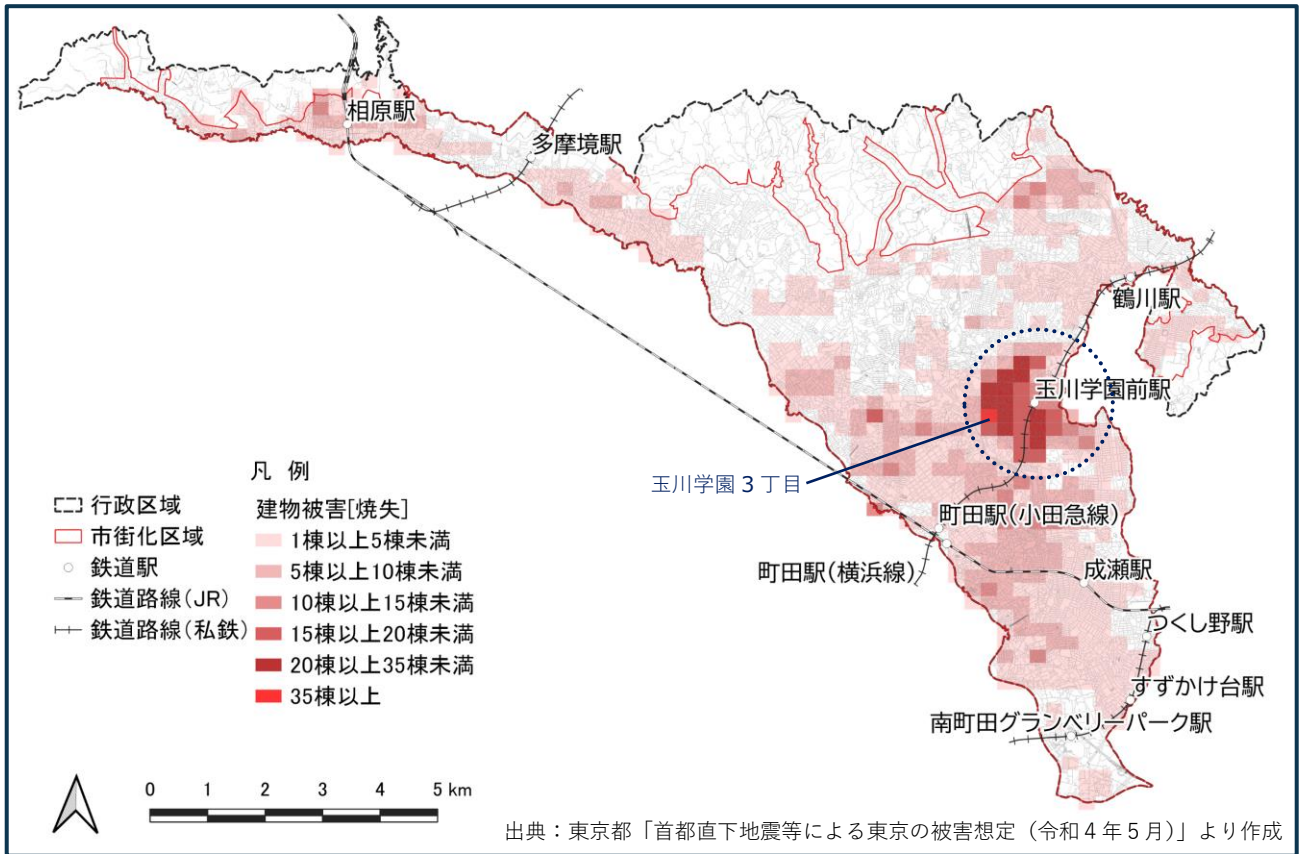 相原駅
多摩境駅
鶴川駅
玉川学園前駅
玉川学園3丁目
町田駅(小田急線)
町田駅(横浜線)
成瀬駅
つくし野駅
すずかけ台駅
南町田グランベリーパーク駅
凡 例
行政区域
市街化区域
鉄道駅
鉄道路線(JR)
鉄道路線(私鉄)
建物被害[焼失]
1棟以上5棟未満
5棟以上10棟未満
10棟以上15棟未満
15棟以上20棟未満
20棟以上35棟未満
35棟以上
0 1 2 3 4 5 km
出典：東京都「首都直下地震等による東京の被害想定（令和4年5月）」より作成